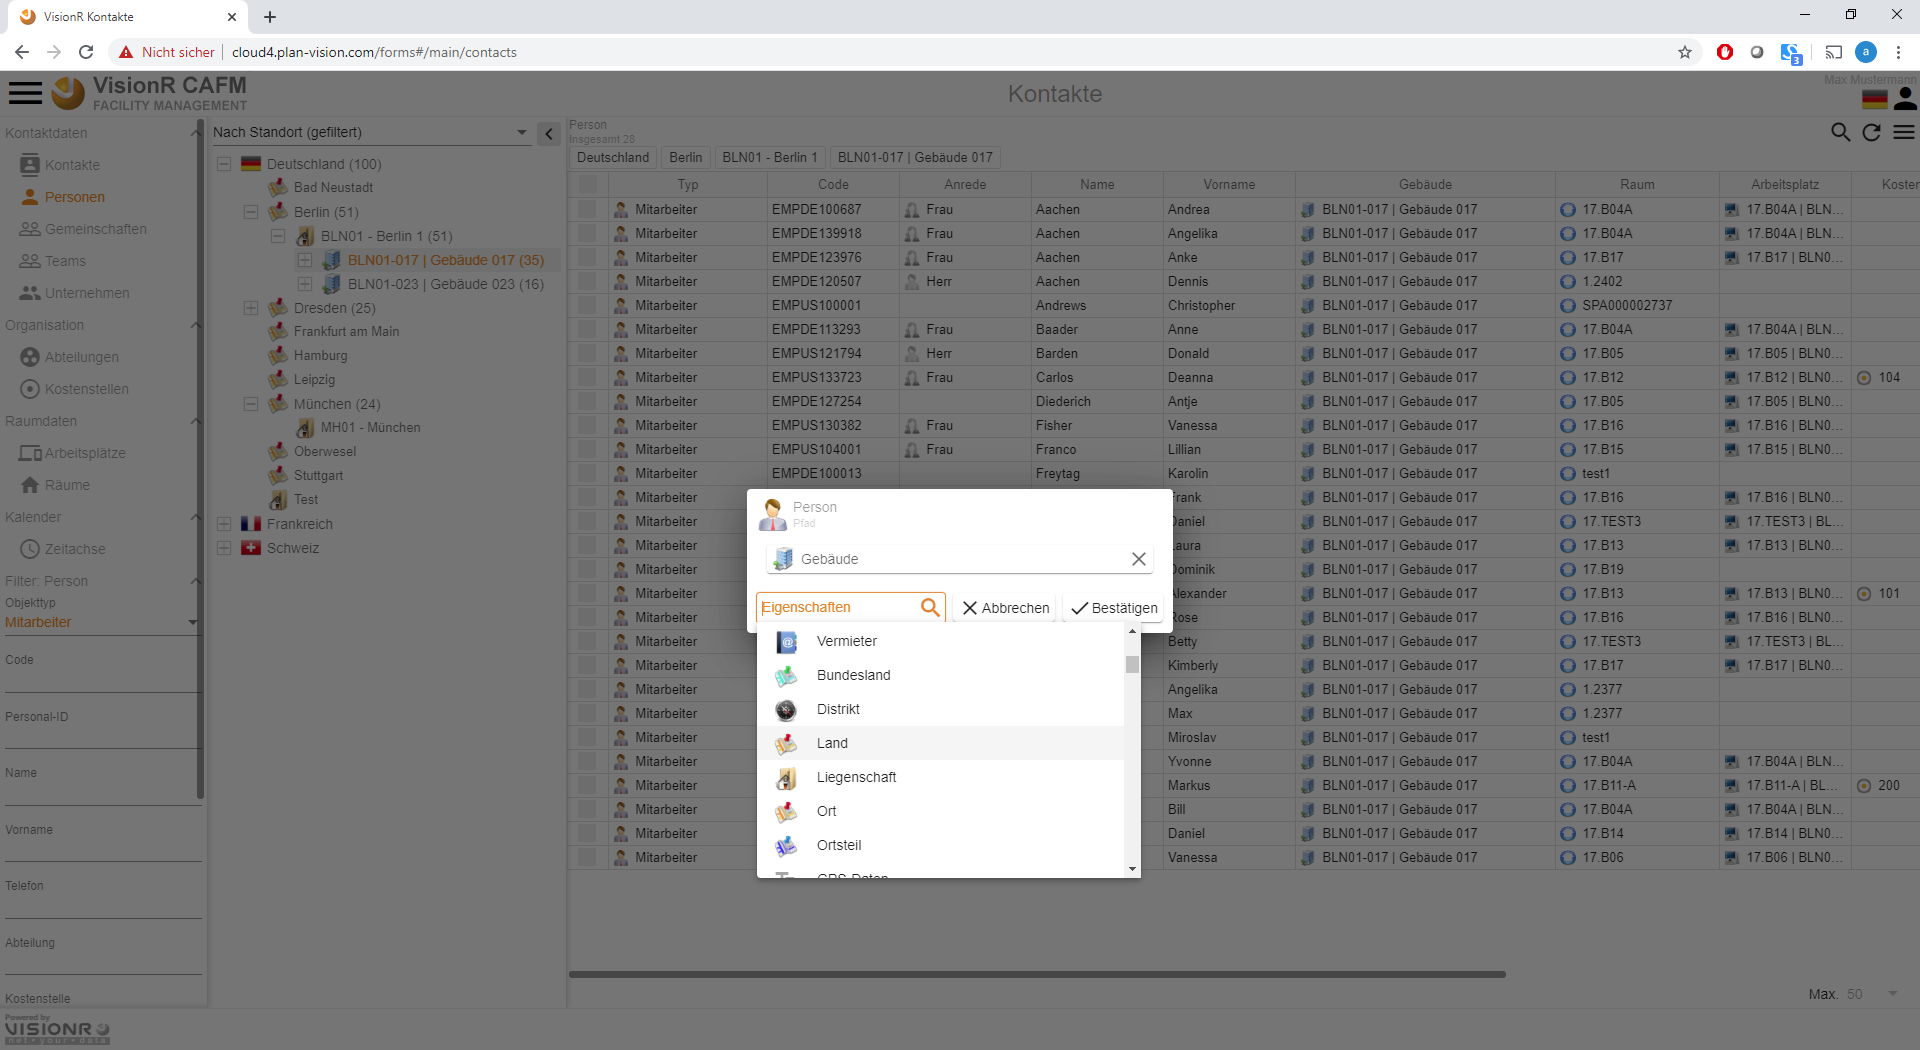 VisionR Kontakte
Nicht sicher
cloud4.plan-vision.com/forms#/main/contacts
a
3
VisionR CAFM
FACILITY MANAGEMENT
Kontakte
Max Mustermann
Kontaktdaten
Kontakte
Personen
Gemeinschaften
Teams
Unternehmen
Organisation
Abteilungen
Kostenstellen
Raumdaten
Arbeitsplätze
Räume
Kalender
Zeitachse
Filter: Person
Objekttyp
Mitarbeiter
Code
Personal-ID
Name
Vorname
Telefon
Abteilung
Kostenstelle
Powered by
VISIONR
net • your • data
Nach Standort (gefiltert)
Deutschland (100)
Bad Neustadt
Berlin (51)
BLN01 - Berlin 1 (51)
BLN01-017 | Gebäude 017 (35)
BLN01-023 | Gebäude 023 (16)
Dresden (25)
Frankfurt am Main
Hamburg
Leipzig
München (24)
MH01 - München
Oberwesel
Stuttgart
Test
Frankreich
Schweiz
Person
Insgesamt 28
Deutschland Berlin BLN01 - Berlin 1 BLN01-017 | Gebäude 017
Typ Code Anrede Name Vorname Gebäude Raum Arbeitsplatz Koster
Mitarbeiter EMPDE100687 Frau Aachen Andrea BLN01-017 | Gebäude 017 17.B04A 17.B04A | BLN...
Mitarbeiter EMPDE139918 Frau Aachen Angelika BLN01-017 | Gebäude 017 17.B04A 17.B04A | BLN...
Mitarbeiter EMPDE123976 Frau Aachen Anke BLN01-017 | Gebäude 017 17.B17 17.B17 | BLN0...
Mitarbeiter EMPDE120507 Herr Aachen Dennis BLN01-017 | Gebäude 017 1.2402
Mitarbeiter EMPUS100001 Andrews Christopher BLN01-017 | Gebäude 017 SPA000002737
Mitarbeiter EMPDE113293 Frau Baader Anne BLN01-017 | Gebäude 017 17.B04A 17.B04A | BLN...
Mitarbeiter EMPUS121794 Herr Barden Donald BLN01-017 | Gebäude 017 17.B05 17.B05 | BLN0...
Mitarbeiter EMPUS133723 Frau Carlos Deanna BLN01-017 | Gebäude 017 17.B12 17.B12 | BLN0... 104
Mitarbeiter EMPDE127254 Diederich Antje BLN01-017 | Gebäude 017 17.B05 17.B05 | BLN0...
Mitarbeiter EMPUS130382 Frau Fisher Vanessa BLN01-017 | Gebäude 017 17.B16 17.B16 | BLN0...
Mitarbeiter EMPUS104001 Frau Franco Lillian BLN01-017 | Gebäude 017 17.B15 17.B15 | BLN0...
Mitarbeiter EMPDE100013 Freytag Karolin BLN01-017 | Gebäude 017 test1
Mitarbeiter Frank BLN01-017 | Gebäude 017 17.B16 17.B16 | BLN0...
Mitarbeiter Daniel BLN01-017 | Gebäude 017 17.TEST3 17.TEST3 | BL...
Mitarbeiter Laura BLN01-017 | Gebäude 017 17.B13 17.B13 | BLN0...
Mitarbeiter Dominik BLN01-017 | Gebäude 017 17.B19
Mitarbeiter Alexander BLN01-017 | Gebäude 017 17.B13 17.B13 | BLN0... 101
Mitarbeiter Rose BLN01-017 | Gebäude 017 17.B16 17.B16 | BLN0...
Mitarbeiter Betty BLN01-017 | Gebäude 017 17.TEST3 17.TEST3 | BL...
Mitarbeiter Kimberly BLN01-017 | Gebäude 017 17.B17 17.B17 | BLN0...
Mitarbeiter Angelika BLN01-017 | Gebäude 017 1.2377
Mitarbeiter Max BLN01-017 | Gebäude 017 1.2377
Mitarbeiter Miroslav BLN01-017 | Gebäude 017 test1
Mitarbeiter Yvonne BLN01-017 | Gebäude 017 17.B04A 17.B04A | BLN...
Mitarbeiter Markus BLN01-017 | Gebäude 017 17.B11-A 17.B11-A | BL... 200
Mitarbeiter Bill BLN01-017 | Gebäude 017 17.B04A 17.B04A | BLN...
Mitarbeiter Daniel BLN01-017 | Gebäude 017 17.B14 17.B14 | BLN0...
Mitarbeiter Vanessa BLN01-017 | Gebäude 017 17.B06 17.B06 | BLN0...
Max. 50
Person
Pfad
Gebäude
Eigenschaften
Abbrechen
Bestätigen
Vermieter
Bundesland
Distrikt
Land
Liegenschaft
Ort
Ortsteil
GPS-Daten